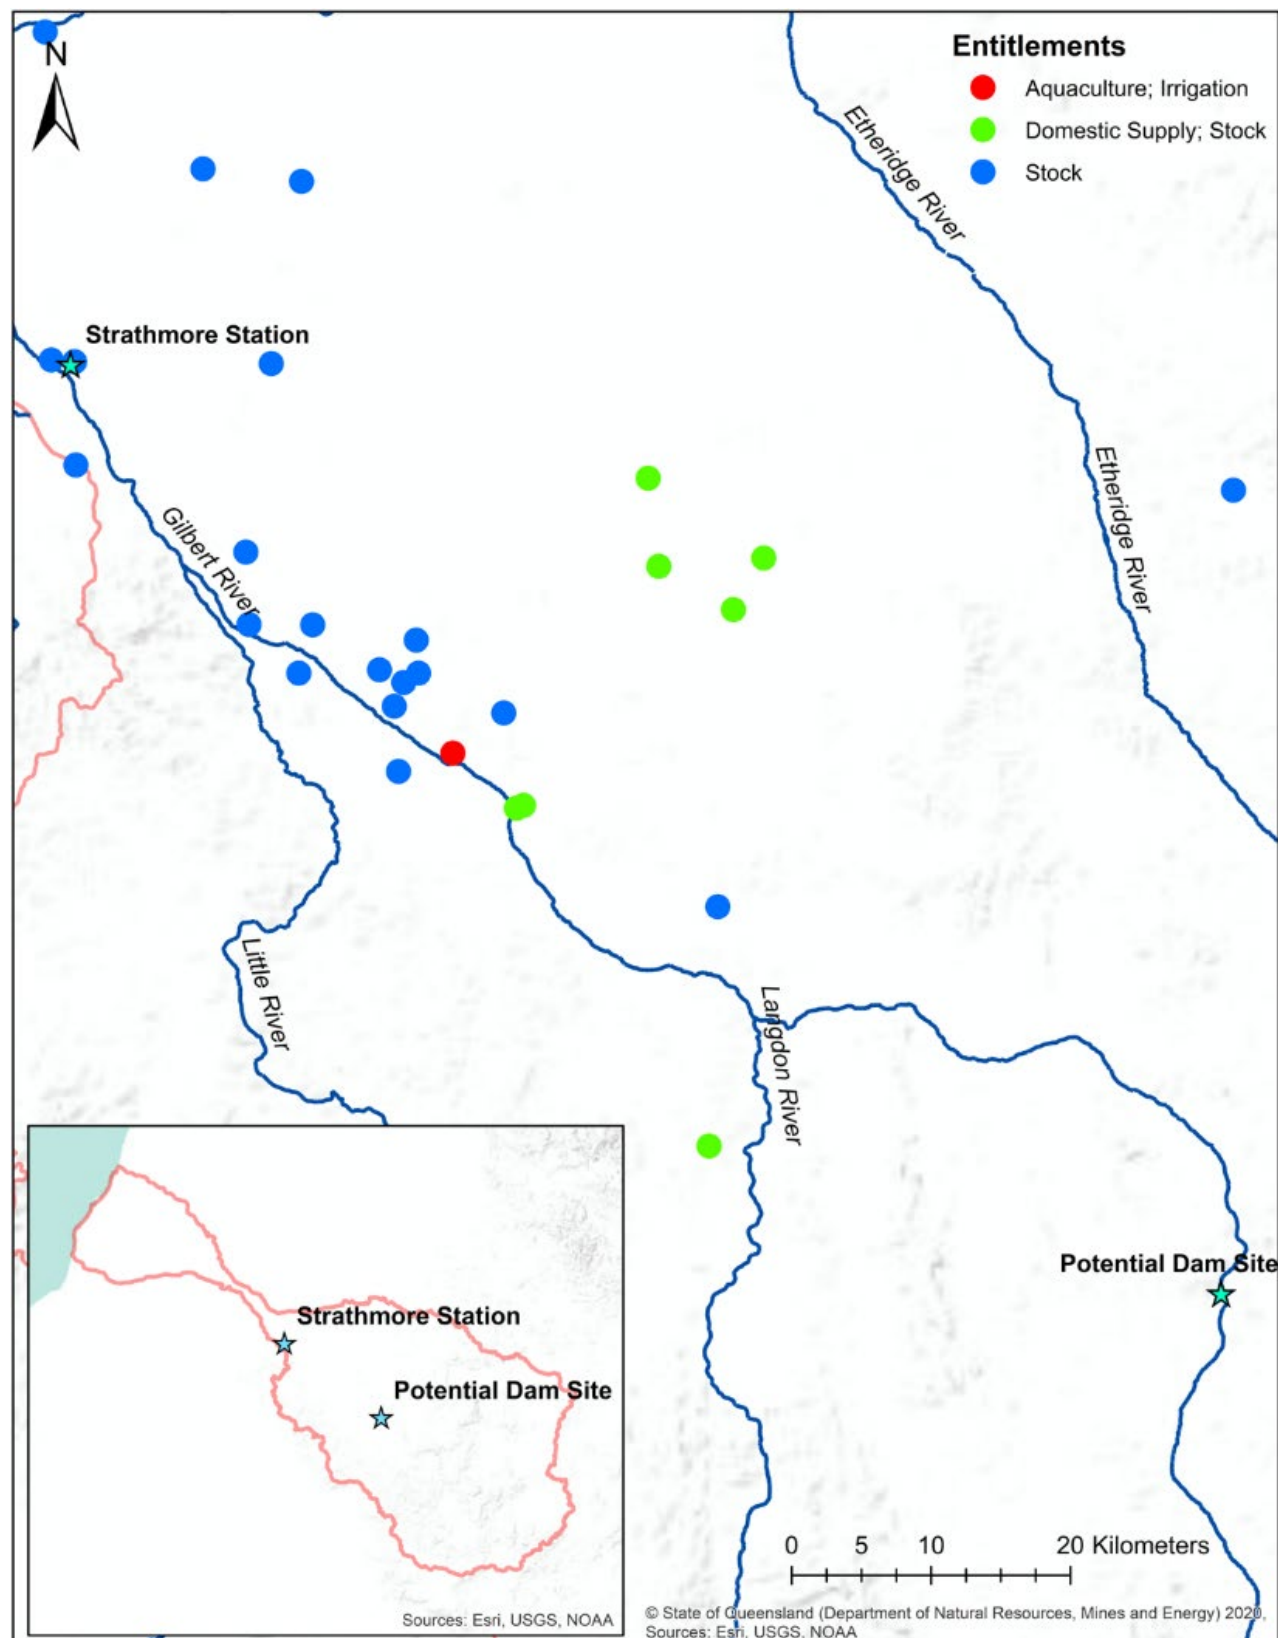 N
Entitlements
Aquaculture; Irrigation
Domestic Supply; Stock
Stock
Etheridge River
Strathmore Station
Etheridge River
Gilbert River
Little River
Langdon River
Potential Dam Site
Strathmore Station
Potential Dam Site
0 5 10 20 Kilometers
Sources: Esri, USGS, NOAA
© State of Queensland (Department of Natural Resources, Mines and Energy) 2020,
Sources: Esri, USGS, NOAA